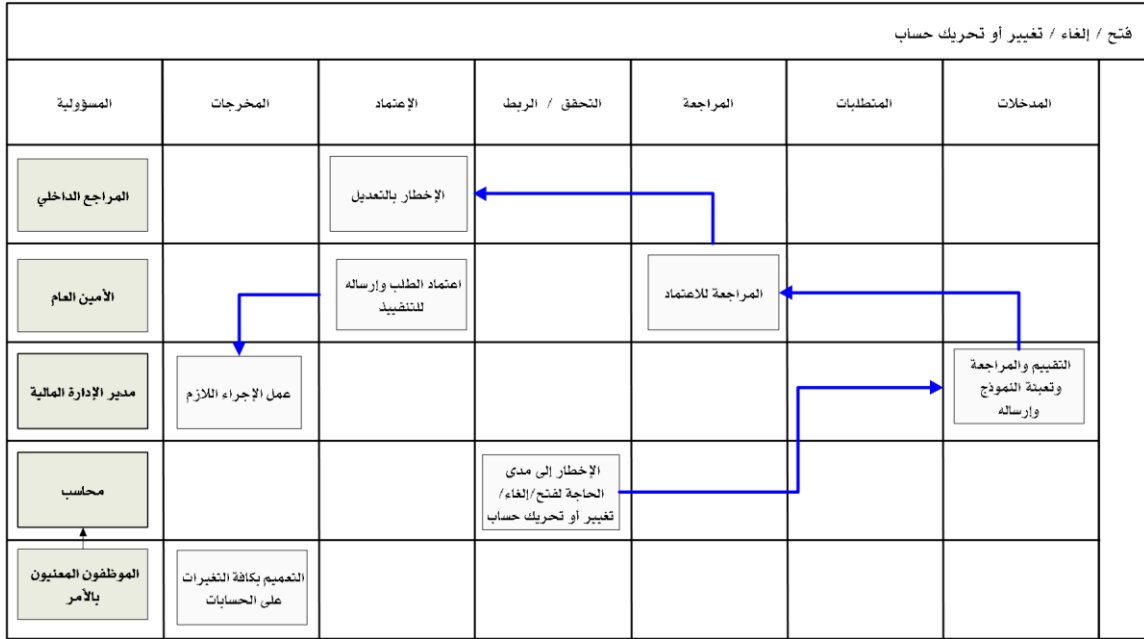 فتح / إلغاء / تغيير أو تحريك حساب
المدخلات
المتطلبات
المراجعة
التحقق / الربط
الإعتماد
المخرجات
المسؤولية
الإخطار بالتعديل
المراجع الداخلي
المراجعة للاعتماد
اعتماد الطلب وإرساله
للتنفييذ
الأمين العام
التقييم والمراجعة
وتعبئة النموذج
وإرساله
عمل الإجراء اللازم
مدير الإدارة المالية
الإخطار إلى مدى
الحاجة لفتح/إلغاء/
تغيير أو تحريك حساب
محاسب
التعميم بكافة التغيرات
على الحسابات
الموظفون المعنيون
بالأمر